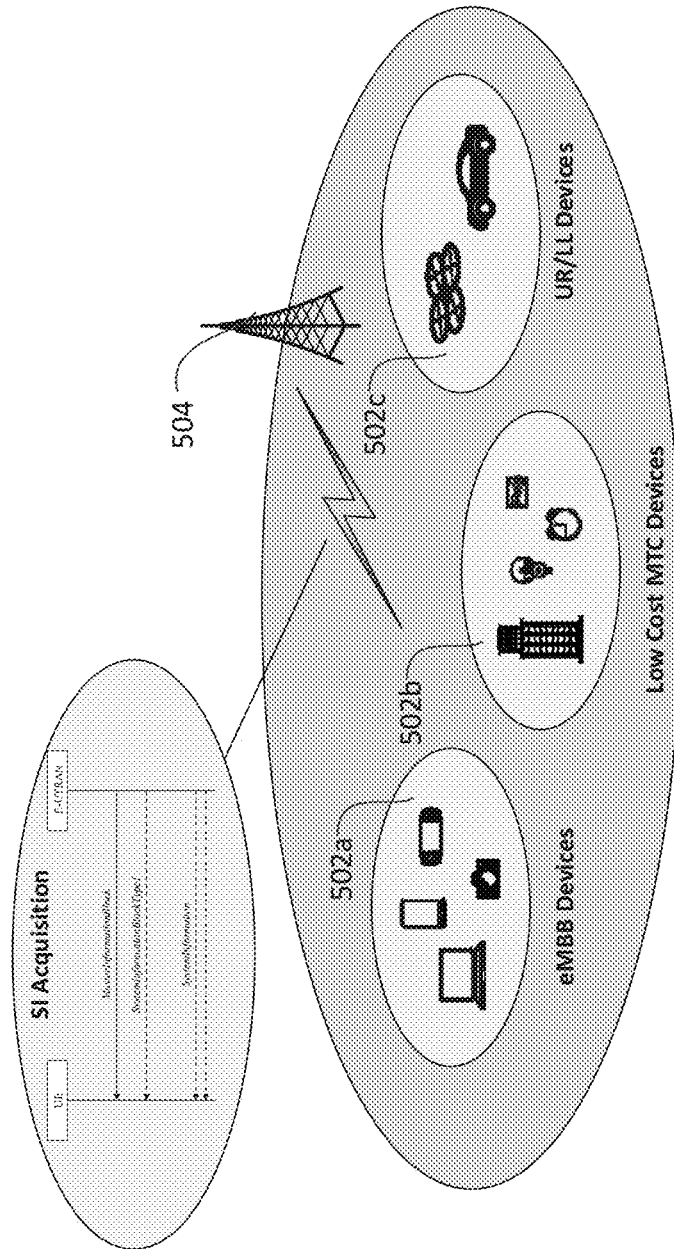 SI Acquisition
UE
E-UTRAN
MasterInformationBlock
SystemInformationBlockType1
SystemInformation
504
502a
502b
502c
eMBB Devices
Low Cost MTC Devices
UR/LL Devices